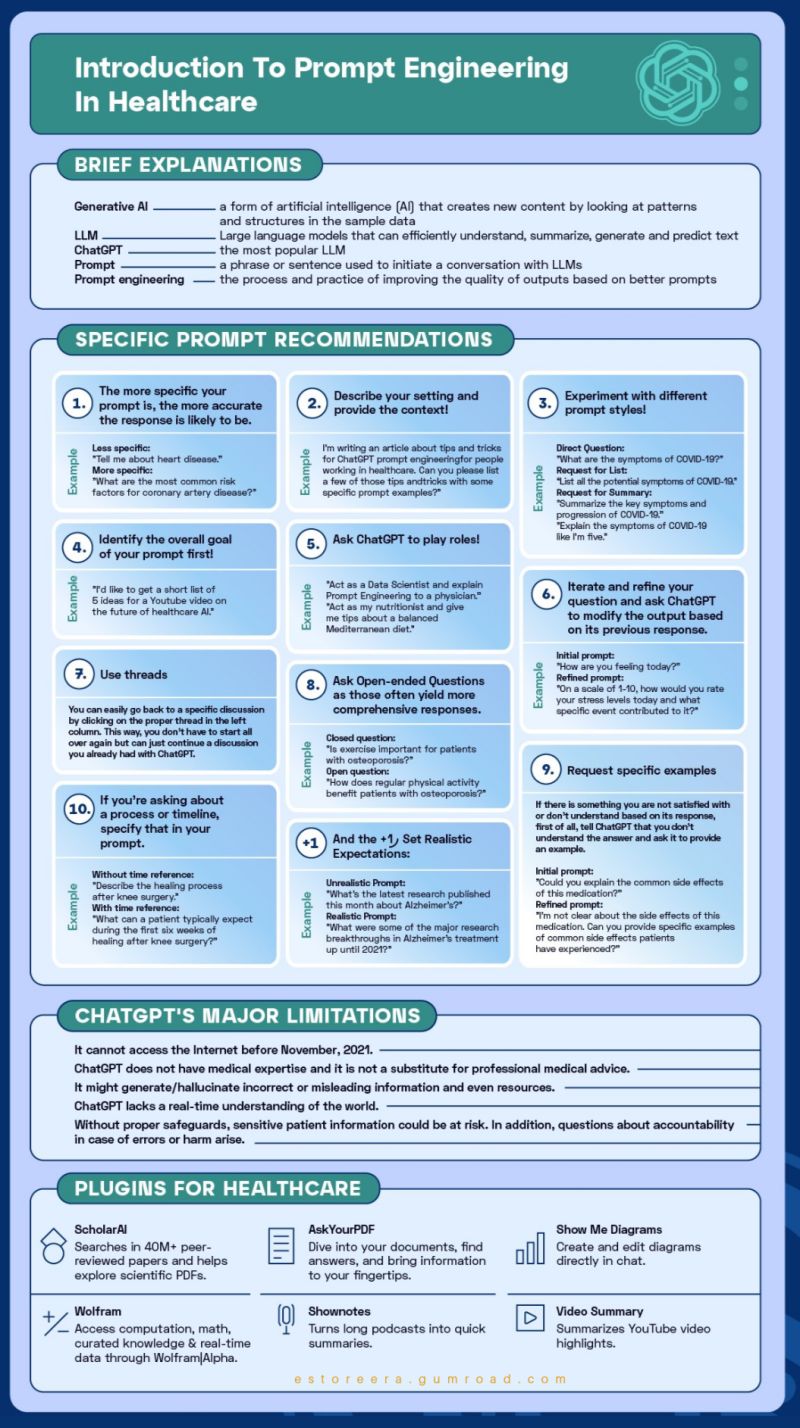 Introduction To Prompt Engineering
In Healthcare
BRIEF EXPLANATIONS
Generative AI a form of artificial intelligence (AI) that creates new content by looking at patterns
and structures in the sample data
LLM Large language models that can efficiently understand, summarize, generate and predict text
ChatGPT the most popular LLM
Prompt a phrase or sentence used to initiate a conversation with LLMs
Prompt engineering the process and practice of improving the quality of outputs based on better prompts
SPECIFIC PROMPT RECOMMENDATIONS
1.
The more specific your
prompt is, the more accurate
the response is likely to be.
Example
Less specific:
"Tell me about heart disease."
More specific:
"What are the most common risk
factors for coronary artery disease?"
2.
Describe your setting and
provide the context!
Example
I'm writing an article about tips and tricks
for ChatGPT prompt engineeringfor people
working in healthcare. Can you please list
a few of those tips andtricks with some
specific prompt examples?"
3.
Experiment with different
prompt styles!
Example
Direct Question:
"What are the symptoms of COVID-19?"
Request for List:
"List all the potential symptoms of COVID-19."
Request for Summary:
"Summarize the key symptoms and
progression of COVID-19."
"Explain the symptoms of COVID-19
like I'm five."
4.
Identify the overall goal
of your prompt first!
Example
"I'd like to get a short list of
5 ideas for a Youtube video on
the future of healthcare AI."
5.
Ask ChatGPT to play roles!
Example
"Act as a Data Scientist and explain
Prompt Engineering to a physician."
"Act as my nutritionist and give
me tips about a balanced
Mediterranean diet."
6.
Iterate and refine your
question and ask ChatGPT
to modify the output based
on its previous response.
Example
Initial prompt:
"How are you feeling today?"
Refined prompt:
"On a scale of 1-10, how would you rate
your stress levels today and what
specific event contributed to it?"
7.
Use threads
You can easily go back to a specific discussion
by clicking on the proper thread in the left
column. This way, you don't have to start all
over again but can just continue a discussion
you already had with ChatGPT.
8.
Ask Open-ended Questions
as those often yield more
comprehensive responses.
Example
Closed question:
"Is exercise important for patients
with osteoporosis?"
Open question:
"How does regular physical activity
benefit patients with osteoporosis?"
9.
Request specific examples
If there is something you are not satisfied with
or don't understand based on its response,
first of all, tell ChatGPT that you don't
understand the answer and ask it to provide
an example.
Initial prompt:
"Could you explain the common side effects
of this medication?"
Refined prompt:
"I'm not clear about the side effects of this
medication. Can you provide specific examples
of common side effects patients
have experienced?"
10.
If you're asking about
a process or timeline,
specify that in your
prompt.
Example
Without time reference:
"Describe the healing process
after knee surgery."
With time reference:
"What can a patient typically expect
during the first six weeks of
healing after knee surgery?"
+1
And the +1, Set Realistic
Expectations:
Example
Unrealistic Prompt:
"What's the latest research published
this month about Alzheimer's?"
Realistic Prompt:
"What were some of the major research
breakthroughs in Alzheimer's treatment
up until 2021?"
CHATGPT'S MAJOR LIMITATIONS
It cannot access the Internet before November, 2021.
ChatGPT does not have medical expertise and it is not a substitute for professional medical advice.
It might generate/hallucinate incorrect or misleading information and even resources.
ChatGPT lacks a real-time understanding of the world.
Without proper safeguards, sensitive patient information could be at risk. In addition, questions about accountability
in case of errors or harm arise.
PLUGINS FOR HEALTHCARE
ScholarAI
Searches in 40M+ peer-
reviewed papers and helps
explore scientific PDFs.
AskYourPDF
Dive into your documents, find
answers, and bring information
to your fingertips.
Show Me Diagrams
Create and edit diagrams
directly in chat.
Wolfram
Access computation, math,
curated knowledge & real-time
data through Wolfram|Alpha.
Shownotes
Turns long podcasts into quick
summaries.
Video Summary
Summarizes YouTube video
highlights.
estoreera.gumroad.com